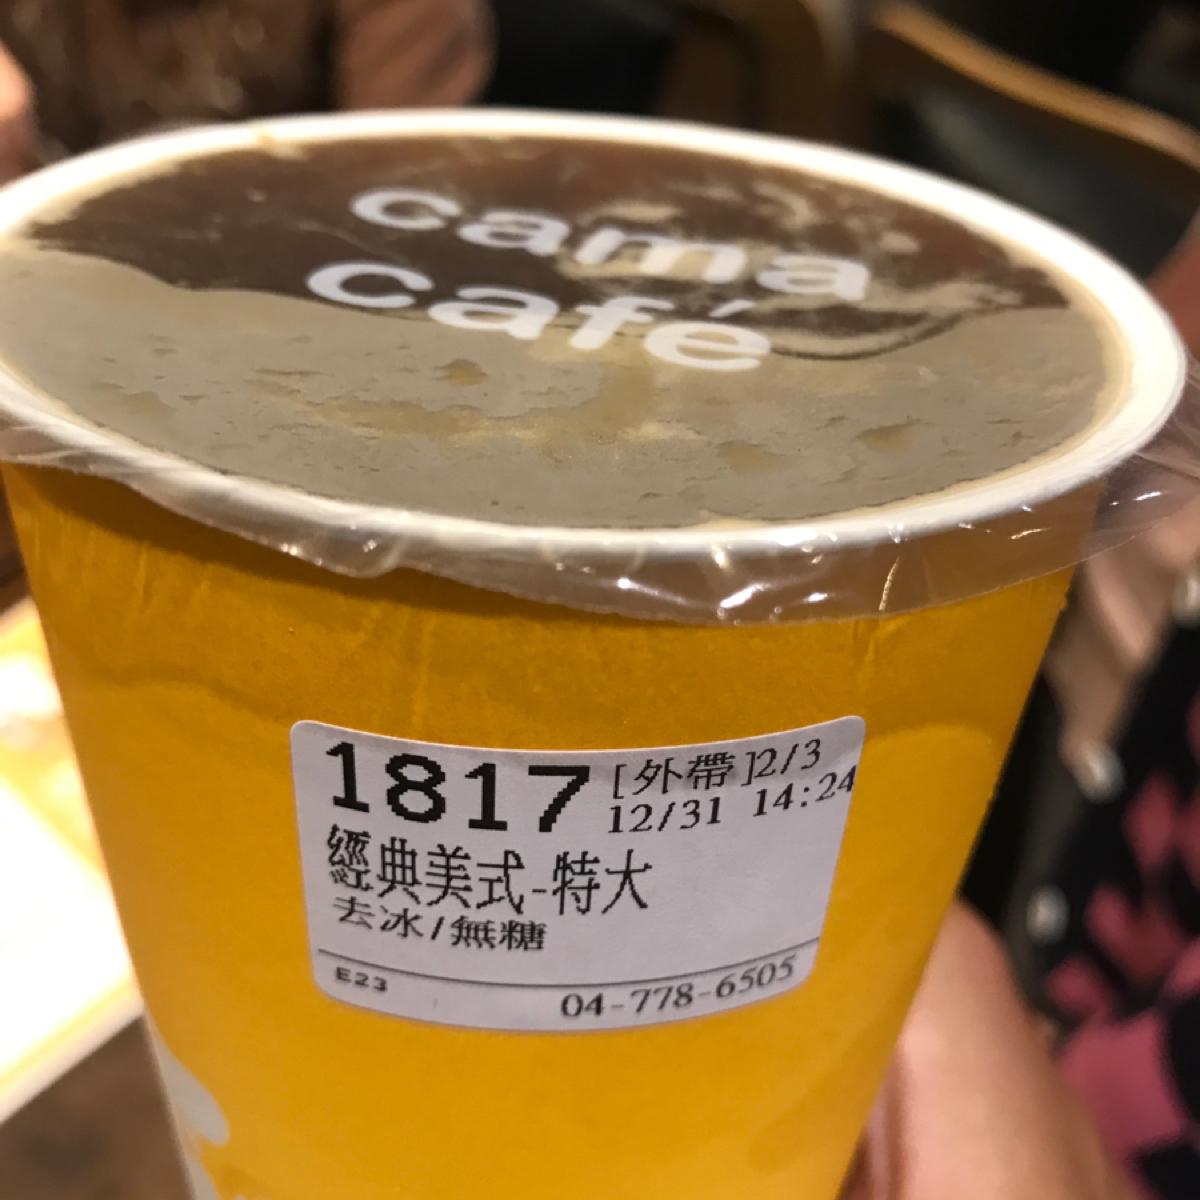 cama
café
1817 [外帶]2/3
12/31 14:24
經典美式-特大
去冰/無糖
E23 04-778-6505